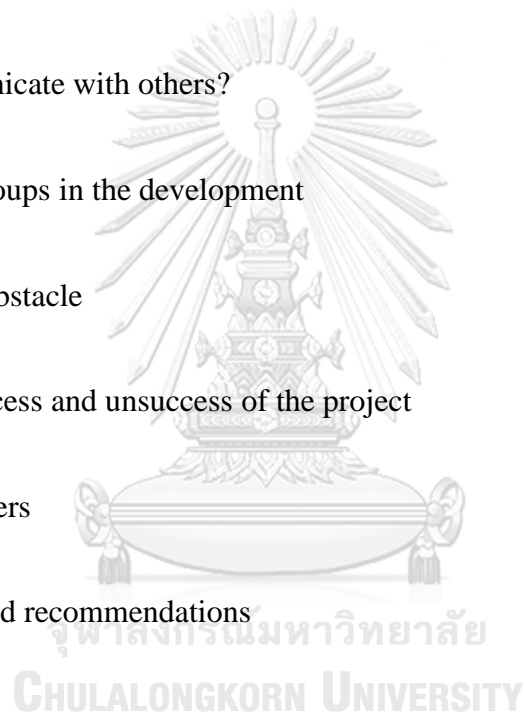 nicate with others?
oups in the development
bstacle
cess and unsuccess of the project
ers
d recommendations
จุฬาลงกรณ์มหาวิทยาลัย
CHULALONGKORN UNIVERSITY